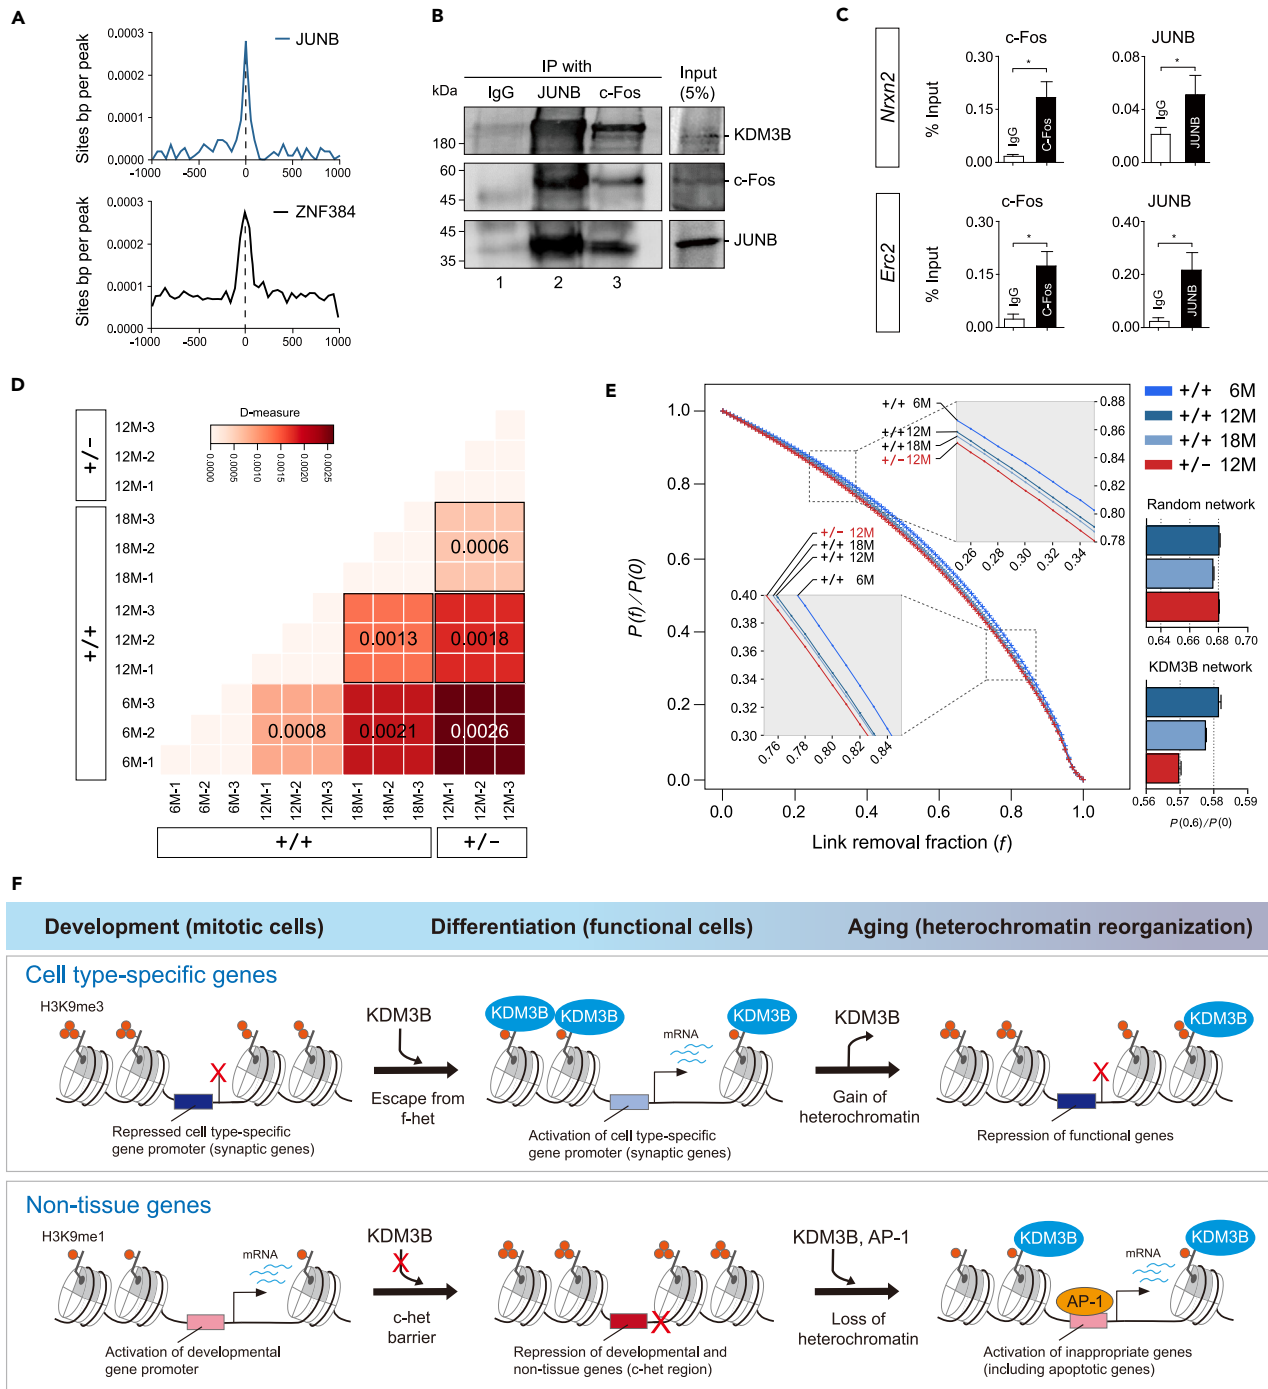 A
Sites bp per peak
0.0003
0.0002
0.0001
0.0000
-1000
-500
0
500
1000
JUNB
Sites bp per peak
0.0003
0.0002
0.0001
0.0000
-1000
-500
0
500
1000
ZNF384
B
IP with
Input
(5%)
kDa
IgG
JUNB
c-Fos
180
KDM3B
60
45
c-Fos
45
35
JUNB
1
2
3
C
Nrxn2
% Input
c-Fos
0.30
0.15
0.00
*
IgG
C-Fos
JUNB
0.08
0.04
0.00
*
IgG
JUNB
Erc2
% Input
c-Fos
0.30
0.15
0.00
*
IgG
C-Fos
JUNB
0.40
0.20
0.00
*
IgG
JUNB
D
D-measure
0.0000
0.0005
0.0010
0.0015
0.0020
0.0025
+/-
+/+
12M-3
12M-2
12M-1
18M-3
18M-2
18M-1
12M-3
12M-2
12M-1
6M-3
6M-2
6M-1
0.0006
0.0013
0.0018
0.0008
0.0021
0.0026
6M-1
6M-2
6M-3
12M-1
12M-2
12M-3
18M-1
18M-2
18M-3
12M-1
12M-2
12M-3
+/+
+/-
E
P(f)/P(0)
1.0
0.8
0.6
0.4
0.2
0.0
0.0
0.2
0.4
0.6
0.8
1.0
Link removal fraction (f)
+/+ 6M
+/+ 12M
+/+ 18M
+/- 12M
0.88
0.86
0.84
0.82
0.80
0.78
0.26
0.28
0.30
0.32
0.34
+/- 12M
+/+ 18M
+/+ 12M
+/+ 6M
0.40
0.38
0.36
0.34
0.32
0.30
0.76
0.78
0.80
0.82
0.84
+/+ 6M
+/+ 12M
+/+ 18M
+/- 12M
Random network
0.64
0.66
0.68
0.70
KDM3B network
0.56
0.57
0.58
0.59
P(0.6)/P(0)
F
Development (mitotic cells)
Differentiation (functional cells)
Aging (heterochromatin reorganization)
Cell type-specific genes
H3K9me3
X
Repressed cell type-specific
gene promoter (synaptic genes)
KDM3B
Escape from
f-het
KDM3B
KDM3B
mRNA
KDM3B
Activation of cell type-specific
gene promoter (synaptic genes)
KDM3B
Gain of
heterochromatin
X
KDM3B
Repression of functional genes
Non-tissue genes
H3K9me1
mRNA
Activation of developmental
gene promoter
KDM3B
X
c-het
barrier
X
Repression of developmental and
non-tissue genes (c-het region)
KDM3B, AP-1
Loss of
heterochromatin
KDM3B
AP-1
mRNA
KDM3B
Activation of inappropriate genes
(including apoptotic genes)